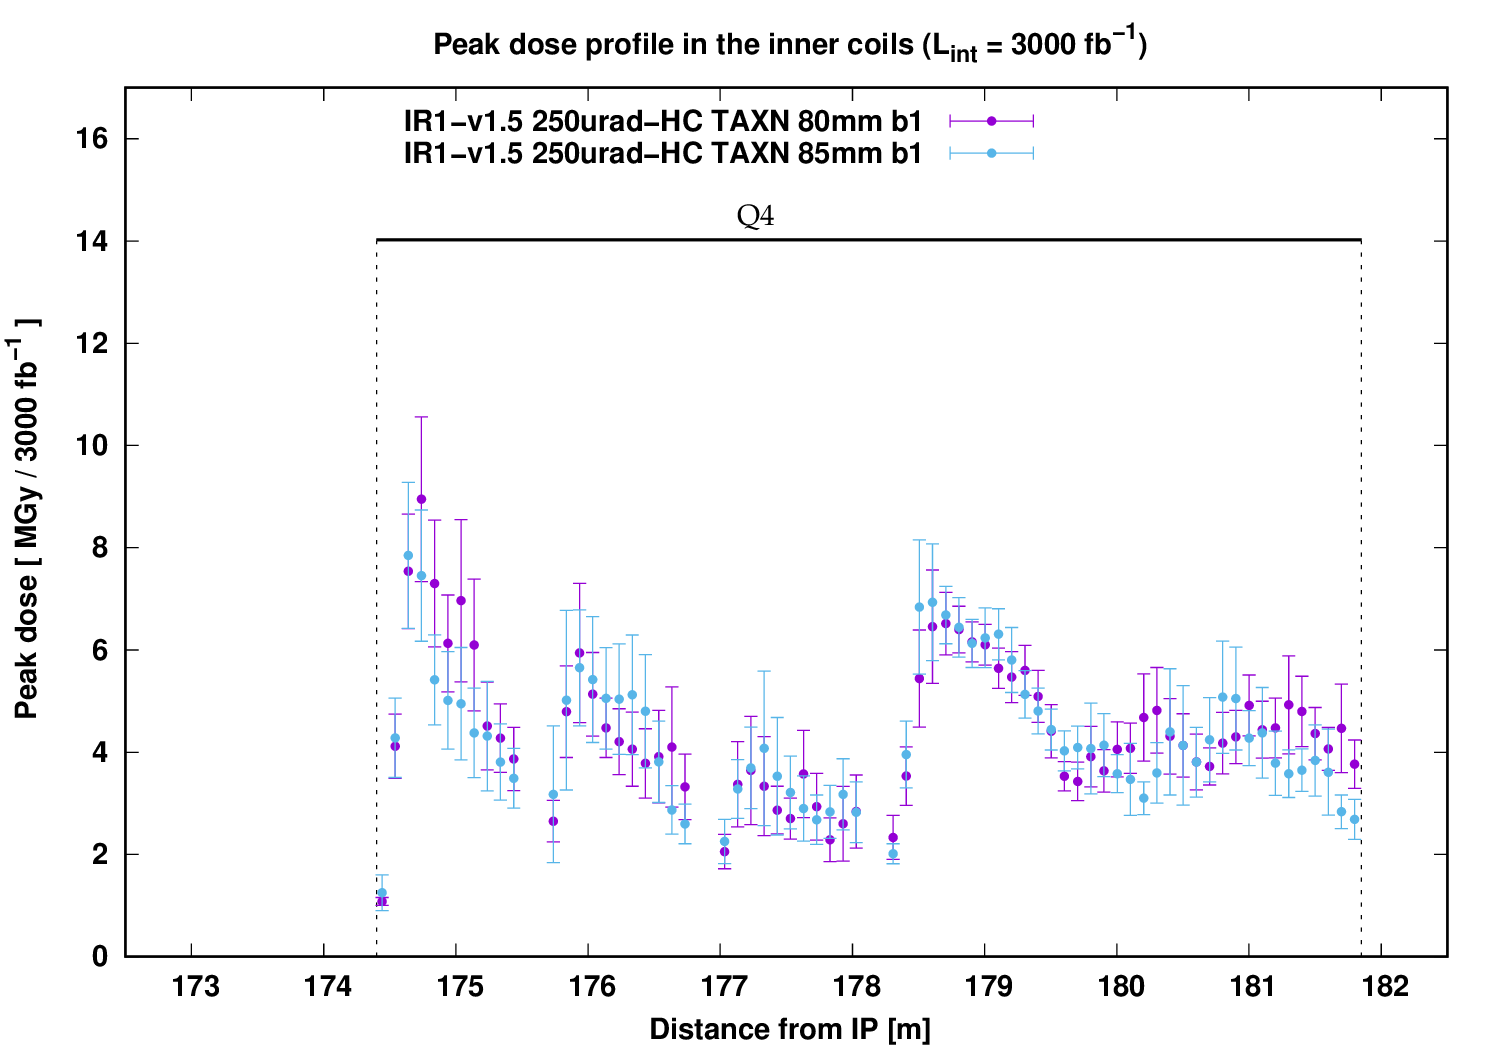 Peak dose profile in the inner coils (L_int = 3000 fb⁻¹)
IR1−v1.5 250urad−HC TAXN 80mm b1
IR1−v1.5 250urad−HC TAXN 85mm b1
Q4
16
14
12
10
8
6
4
2
0
Peak dose [ MGy / 3000 fb⁻¹ ]
173 174 175 176 177 178 179 180 181 182
Distance from IP [m]